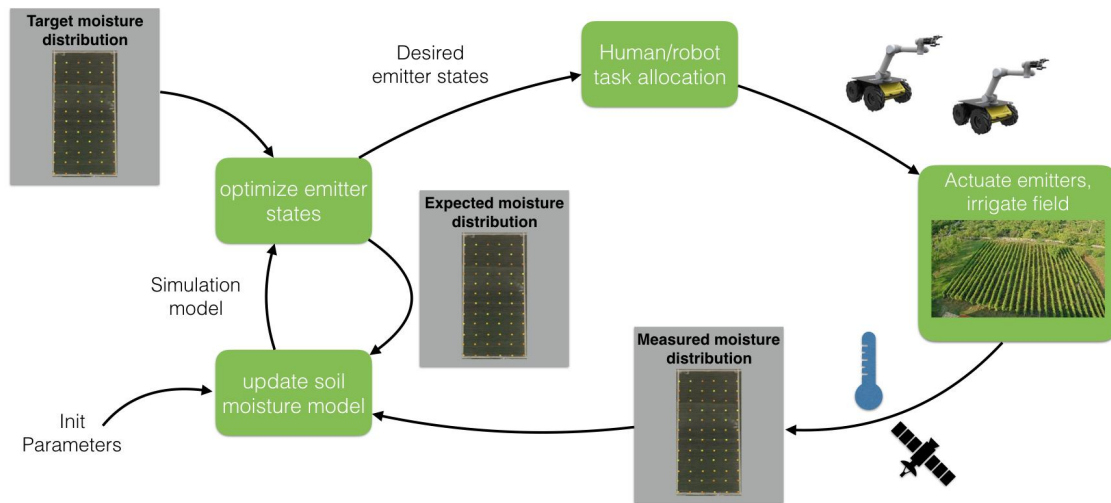 Target moisture
distribution
Desired
emitter states
Human/robot
task allocation
optimize emitter
states
Expected moisture
distribution
Actuate emitters,
irrigate field
Simulation
model
Measured moisture
distribution
update soil
moisture model
Init
Parameters